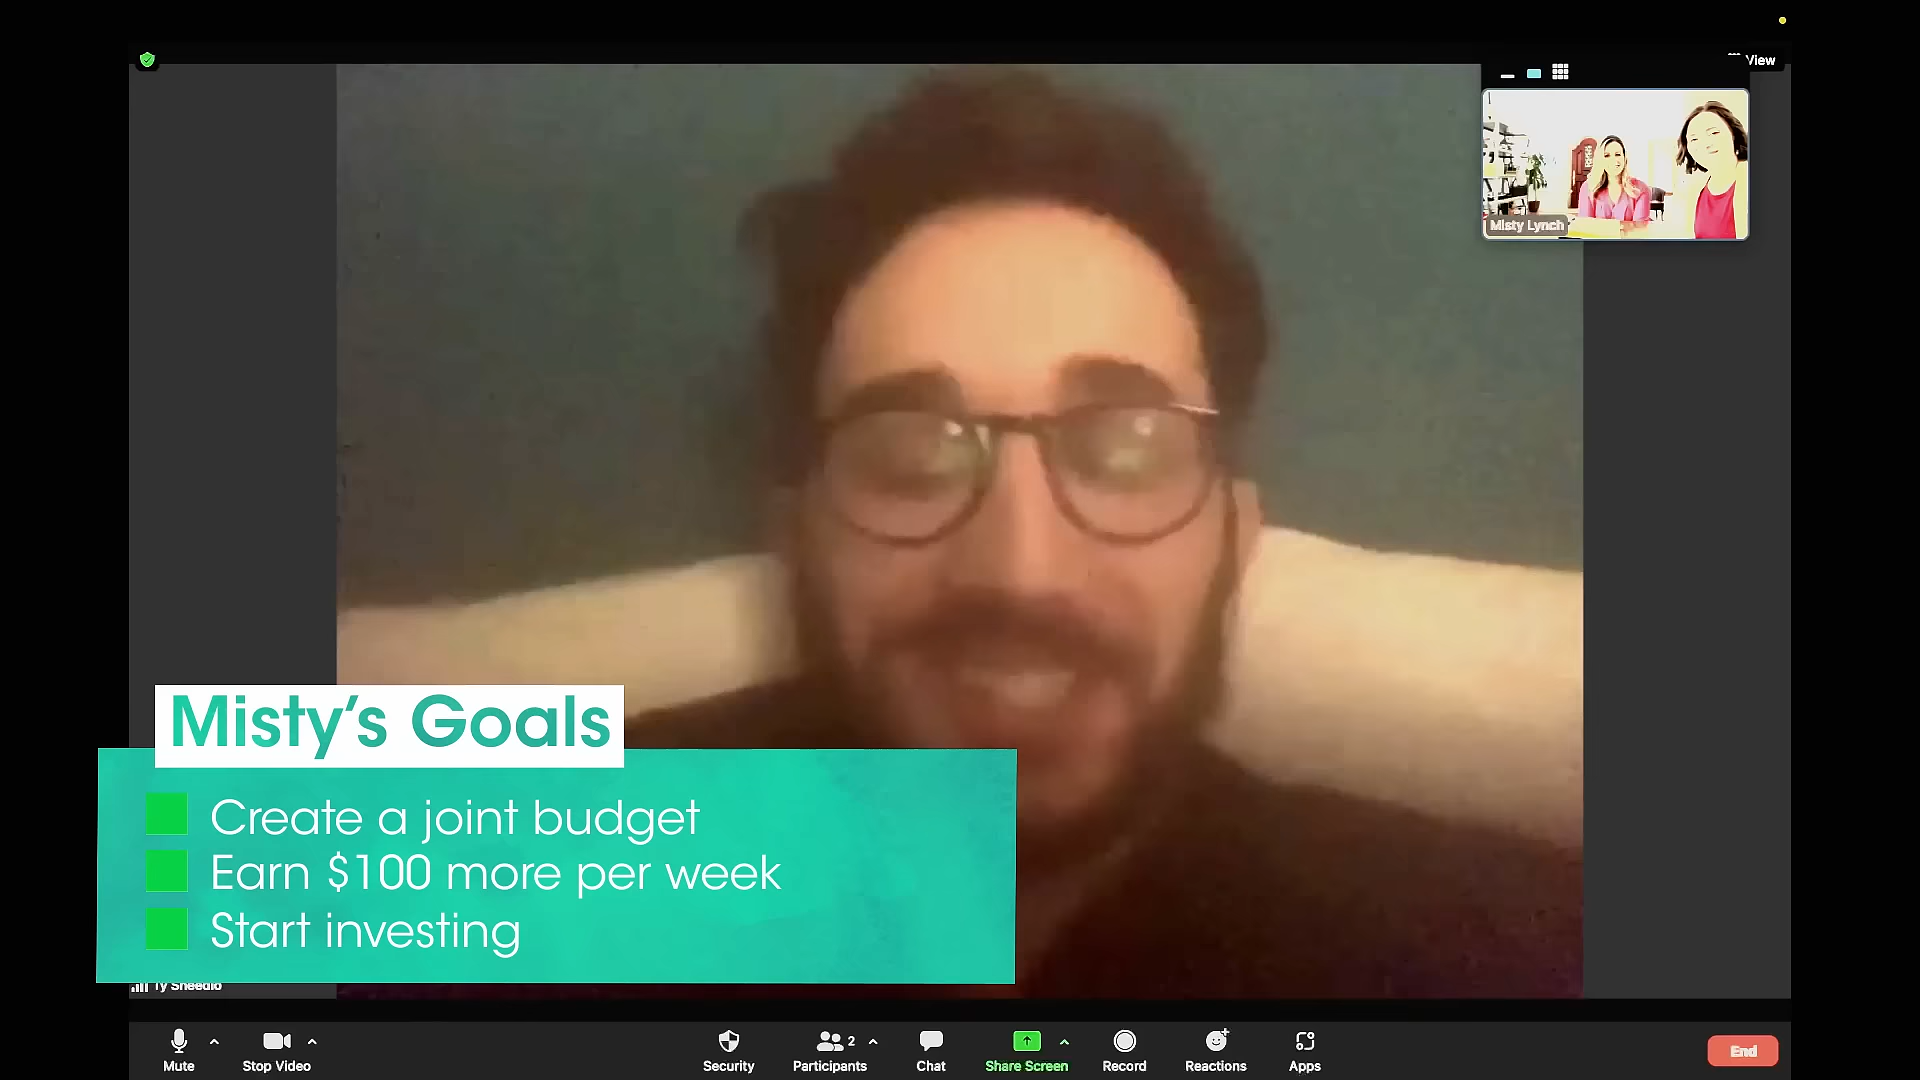 View
Misty Lynch
Misty's Goals
Create a joint budget
Earn $100 more per week
Start investing
Mute
Stop Video
Security
2
Participants
Chat
Share Screen
Record
Reactions
Apps
End